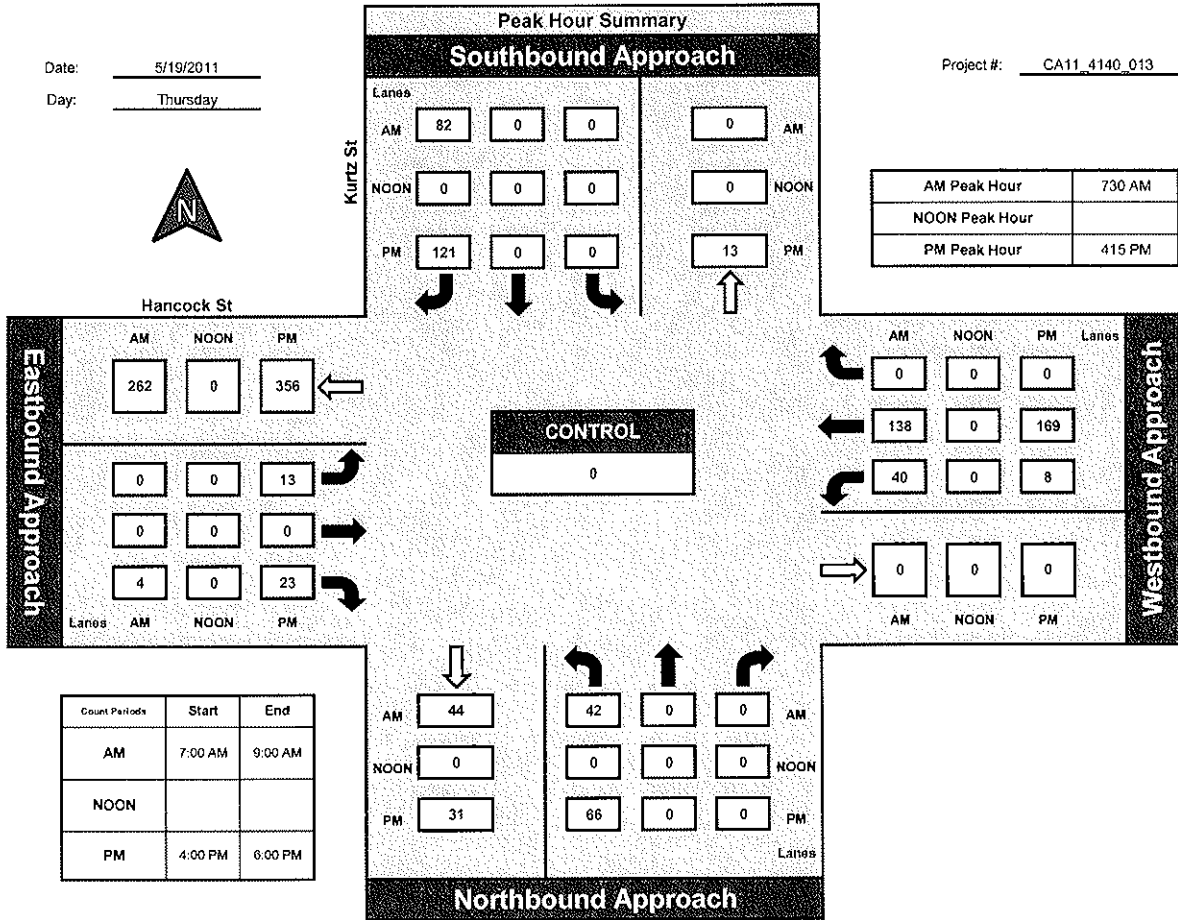 Peak Hour Summary
Southbound Approach
Date: 5/19/2011
Day: Thursday
Project #: CA11_4140_013
N
Kurtz St
Lanes
AM 82 0 0 0 AM
NOON 0 0 0 0 NOON
PM 121 0 0 13 PM
AM Peak Hour 730 AM
NOON Peak Hour
PM Peak Hour 415 PM
Hancock St
Eastbound Approach
AM NOON PM
262 0 356
0 0 13
0 0 0
4 0 23
Lanes AM NOON PM
CONTROL
0
AM NOON PM Lanes
0 0 0
138 0 169
40 0 8
0 0 0
AM NOON PM
Westbound Approach
Count Periods Start End
AM 7:00 AM 9:00 AM
NOON
PM 4:00 PM 6:00 PM
AM 44 42 0 0 AM
NOON 0 0 0 0 NOON
PM 31 66 0 0 PM
Lanes
Northbound Approach